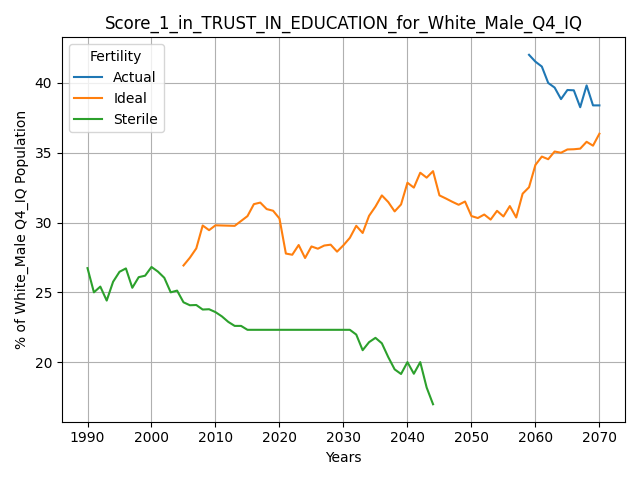 Score_1_in_TRUST_IN_EDUCATION_for_White_Male_Q4_IQ
Fertility
Actual
Ideal
Sterile
% of White_Male Q4_IQ Population
40
35
30
25
20
1990 2000 2010 2020 2030 2040 2050 2060 2070
Years